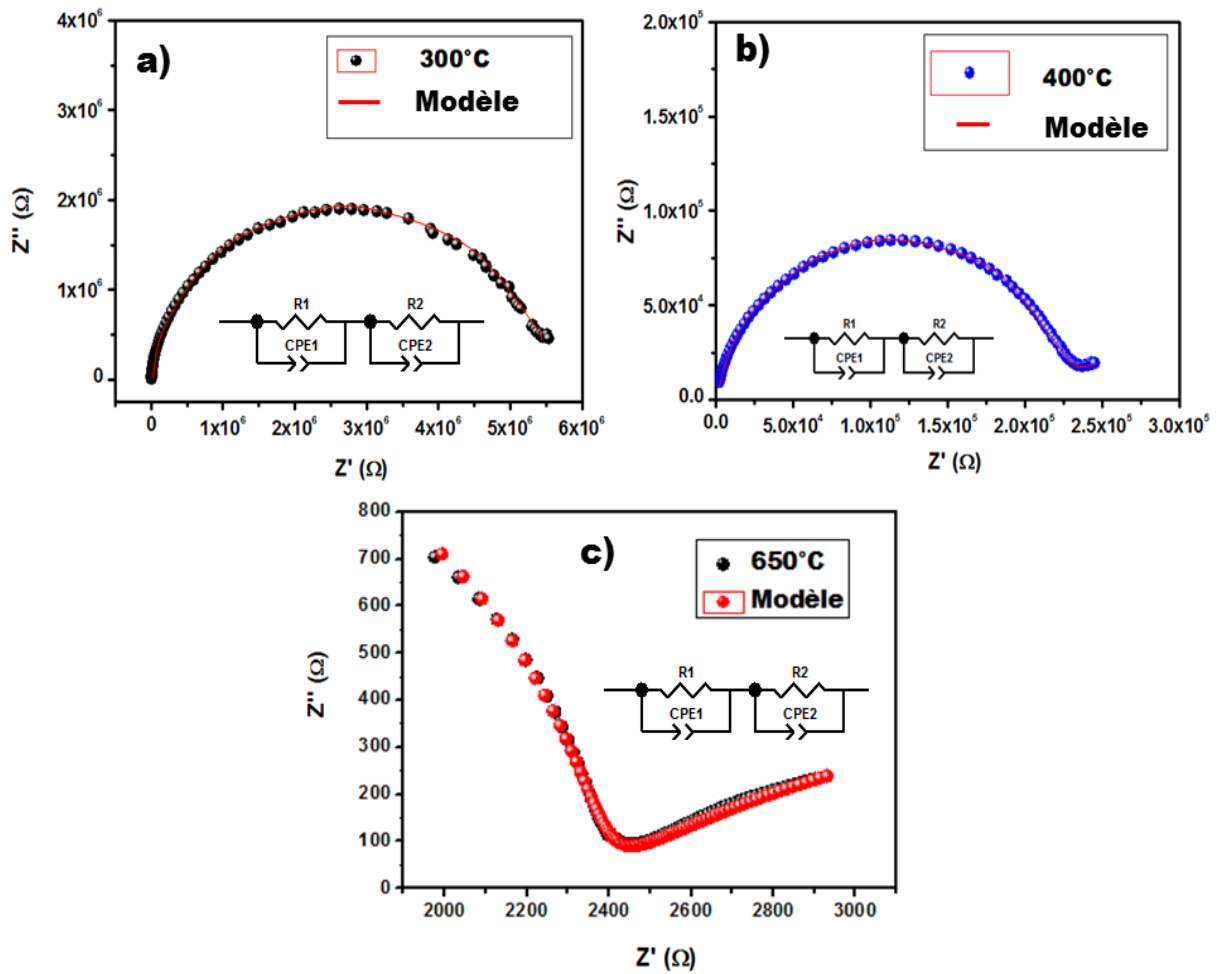 a)
300°C
Modèle
4x10⁶
3x10⁶
2x10⁶
1x10⁶
0
Z'' (Ω)
R1
R2
CPE1
CPE2
0
1x10⁶
2x10⁶
3x10⁶
4x10⁶
5x10⁶
6x10⁶
Z' (Ω)
b)
400°C
Modèle
2.0x10⁵
1.5x10⁵
1.0x10⁵
5.0x10⁴
0.0
Z'' (Ω)
R1
R2
CPE1
CPE2
0.0
5.0x10⁴
1.0x10⁵
1.5x10⁵
2.0x10⁵
2.5x10⁵
3.0x10⁵
Z' (Ω)
c)
650°C
Modèle
800
700
600
500
400
300
200
100
0
Z'' (Ω)
R1
R2
CPE1
CPE2
2000
2200
2400
2600
2800
3000
Z' (Ω)